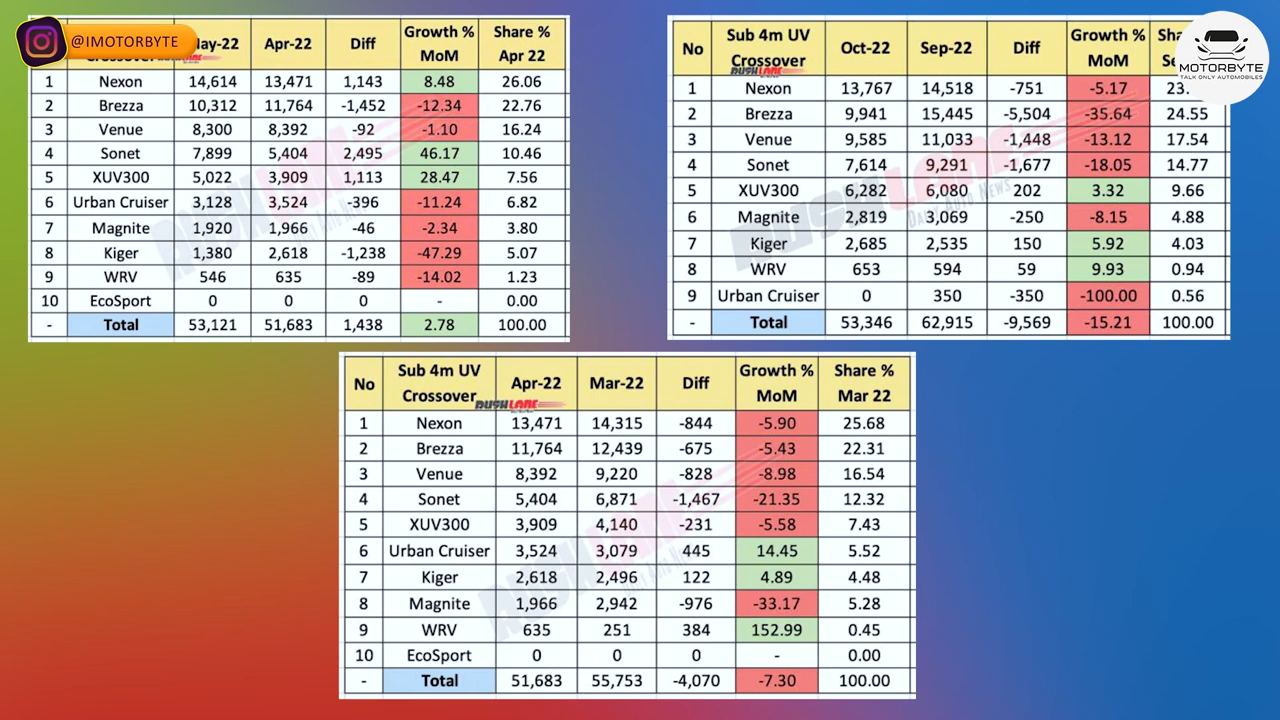 @IMOTORBYTE
May-22 Apr-22 Diff Growth % MoM Share % Apr 22
1 Nexon 14,614 13,471 1,143 8.48 26.06
2 Brezza 10,312 11,764 -1,452 -12.34 22.76
3 Venue 8,300 8,392 -92 -1.10 16.24
4 Sonet 7,899 5,404 2,495 46.17 10.46
5 XUV300 5,022 3,909 1,113 28.47 7.56
6 Urban Cruiser 3,128 3,524 -396 -11.24 6.82
7 Magnite 1,920 1,966 -46 -2.34 3.80
8 Kiger 1,380 2,618 -1,238 -47.29 5.07
9 WRV 546 635 -89 -14.02 1.23
10 EcoSport 0 0 0 - 0.00
- Total 53,121 51,683 1,438 2.78 100.00
MOTORBYTE
TALK ONLY AUTOMOBILES
No Sub 4m UV Crossover Oct-22 Sep-22 Diff Growth % MoM
RUSHLANE
1 Nexon 13,767 14,518 -751 -5.17
2 Brezza 9,941 15,445 -5,504 -35.64 24.55
3 Venue 9,585 11,033 -1,448 -13.12 17.54
4 Sonet 7,614 9,291 -1,677 -18.05 14.77
5 XUV300 6,282 6,080 202 3.32 9.66
6 Magnite 2,819 3,069 -250 -8.15 4.88
7 Kiger 2,685 2,535 150 5.92 4.03
8 WRV 653 594 59 9.93 0.94
9 Urban Cruiser 0 350 -350 -100.00 0.56
- Total 53,346 62,915 -9,569 -15.21 100.00
No Sub 4m UV Crossover Apr-22 Mar-22 Diff Growth % MoM Share % Mar 22
RUSHLANE
1 Nexon 13,471 14,315 -844 -5.90 25.68
2 Brezza 11,764 12,439 -675 -5.43 22.31
3 Venue 8,392 9,220 -828 -8.98 16.54
4 Sonet 5,404 6,871 -1,467 -21.35 12.32
5 XUV300 3,909 4,140 -231 -5.58 7.43
6 Urban Cruiser 3,524 3,079 445 14.45 5.52
7 Kiger 2,618 2,496 122 4.89 4.48
8 Magnite 1,966 2,942 -976 -33.17 5.28
9 WRV 635 251 384 152.99 0.45
10 EcoSport 0 0 0 - 0.00
- Total 51,683 55,753 -4,070 -7.30 100.00